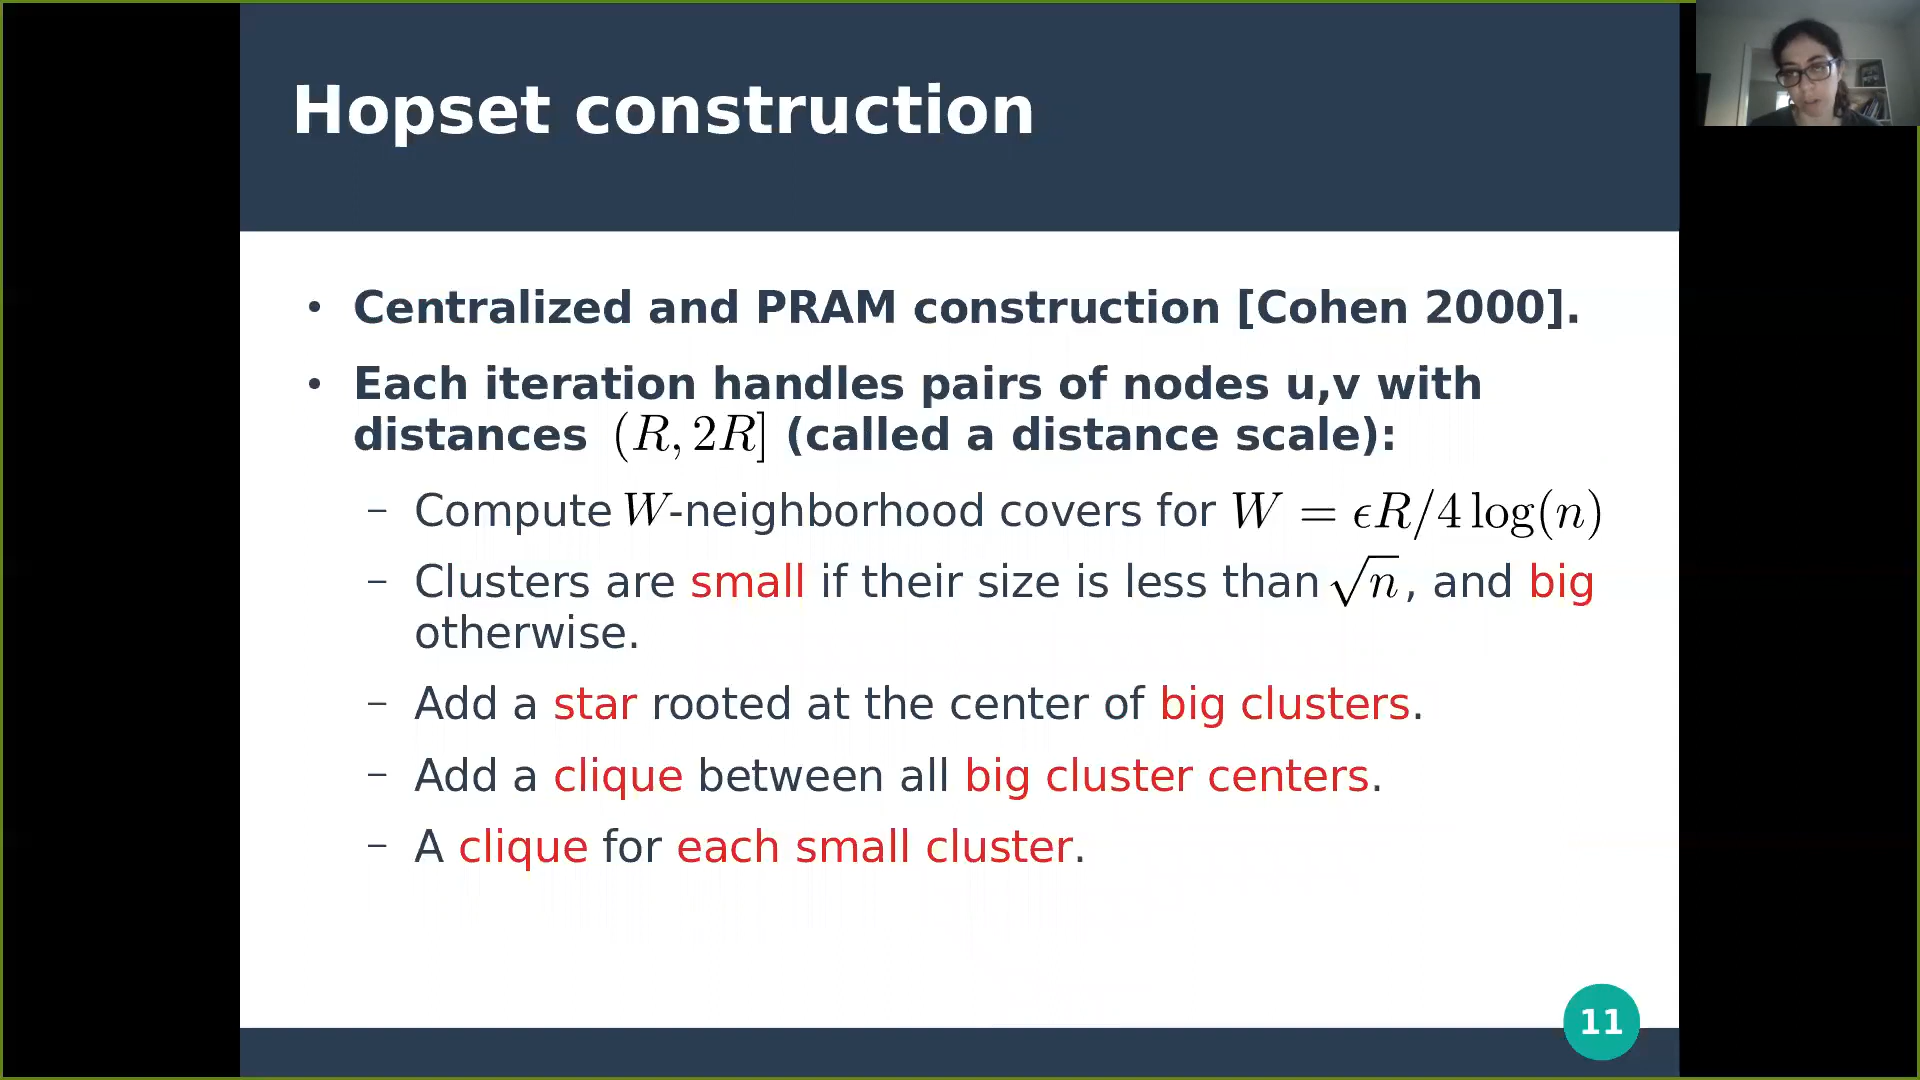 Hopset construction
• Centralized and PRAM construction [Cohen 2000].
• Each iteration handles pairs of nodes u,v with
distances (R, 2R] (called a distance scale):
– Compute W-neighborhood covers for W = ϵR/4 log(n)
– Clusters are small if their size is less than √n, and big
otherwise.
– Add a star rooted at the center of big clusters.
– Add a clique between all big cluster centers.
– A clique for each small cluster.
11